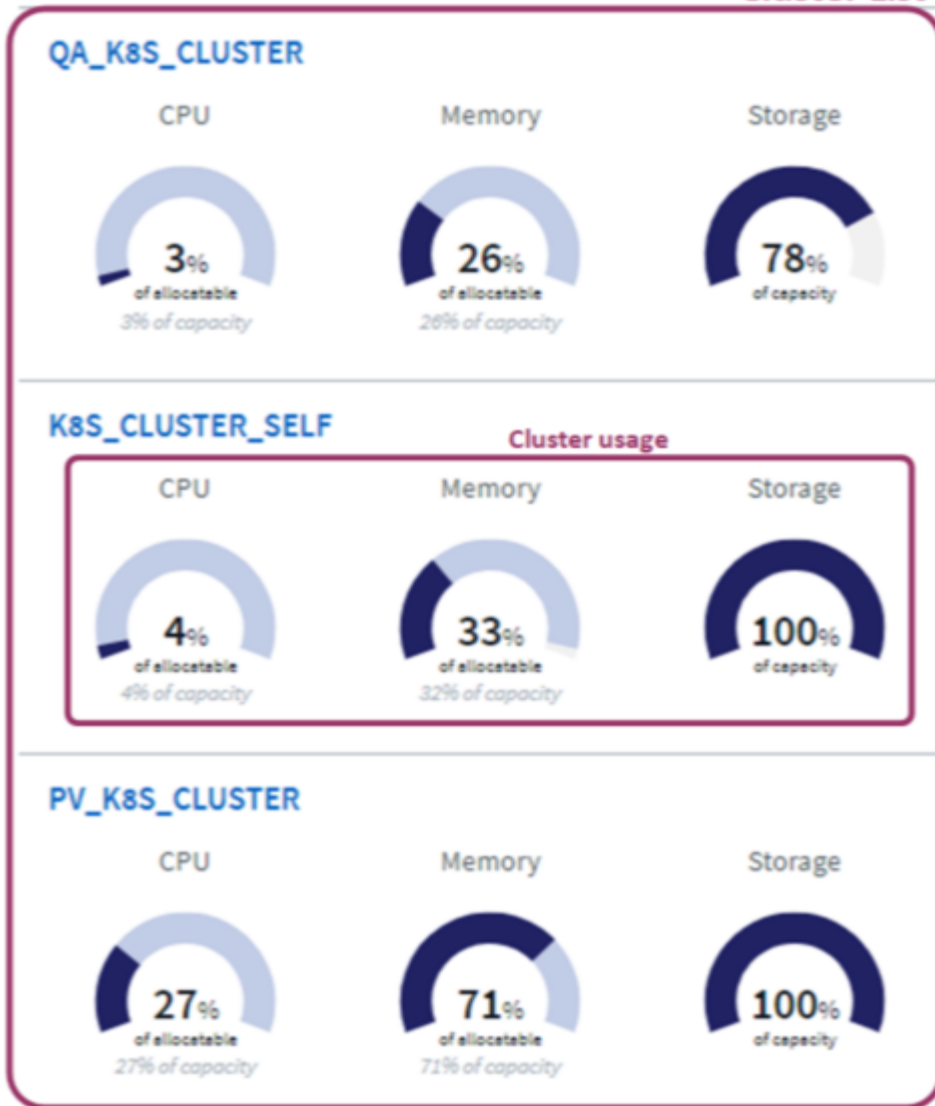 QA_K8S_CLUSTER
CPU Memory Storage
3% 26% 78%
of allocatable of allocatable of capacity
3% of capacity 26% of capacity
K8S_CLUSTER_SELF
Cluster usage
CPU Memory Storage
4% 33% 100%
of allocatable of allocatable of capacity
4% of capacity 32% of capacity
PV_K8S_CLUSTER
CPU Memory Storage
27% 71% 100%
of allocatable of allocatable of capacity
27% of capacity 71% of capacity